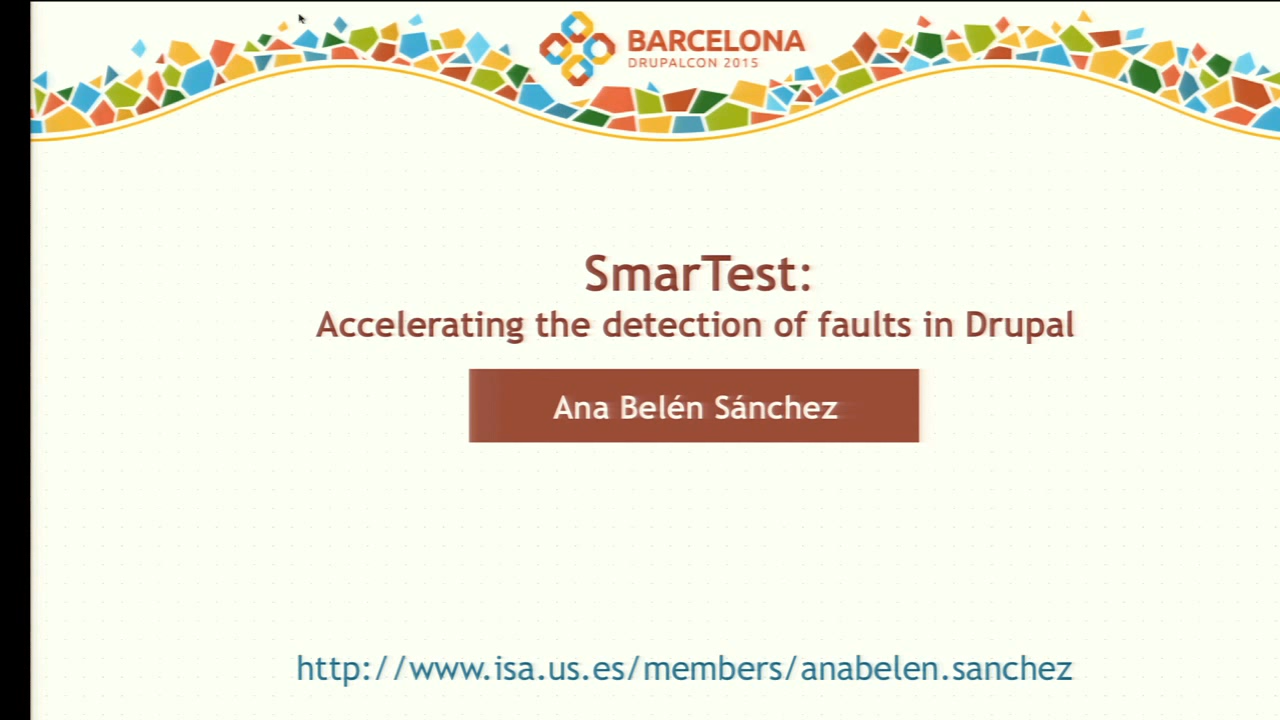 BARCELONA
DRUPALCON 2015
SmarTest:
Accelerating the detection of faults in Drupal
Ana Belén Sánchez
http://www.isa.us.es/members/anabelen.sanchez